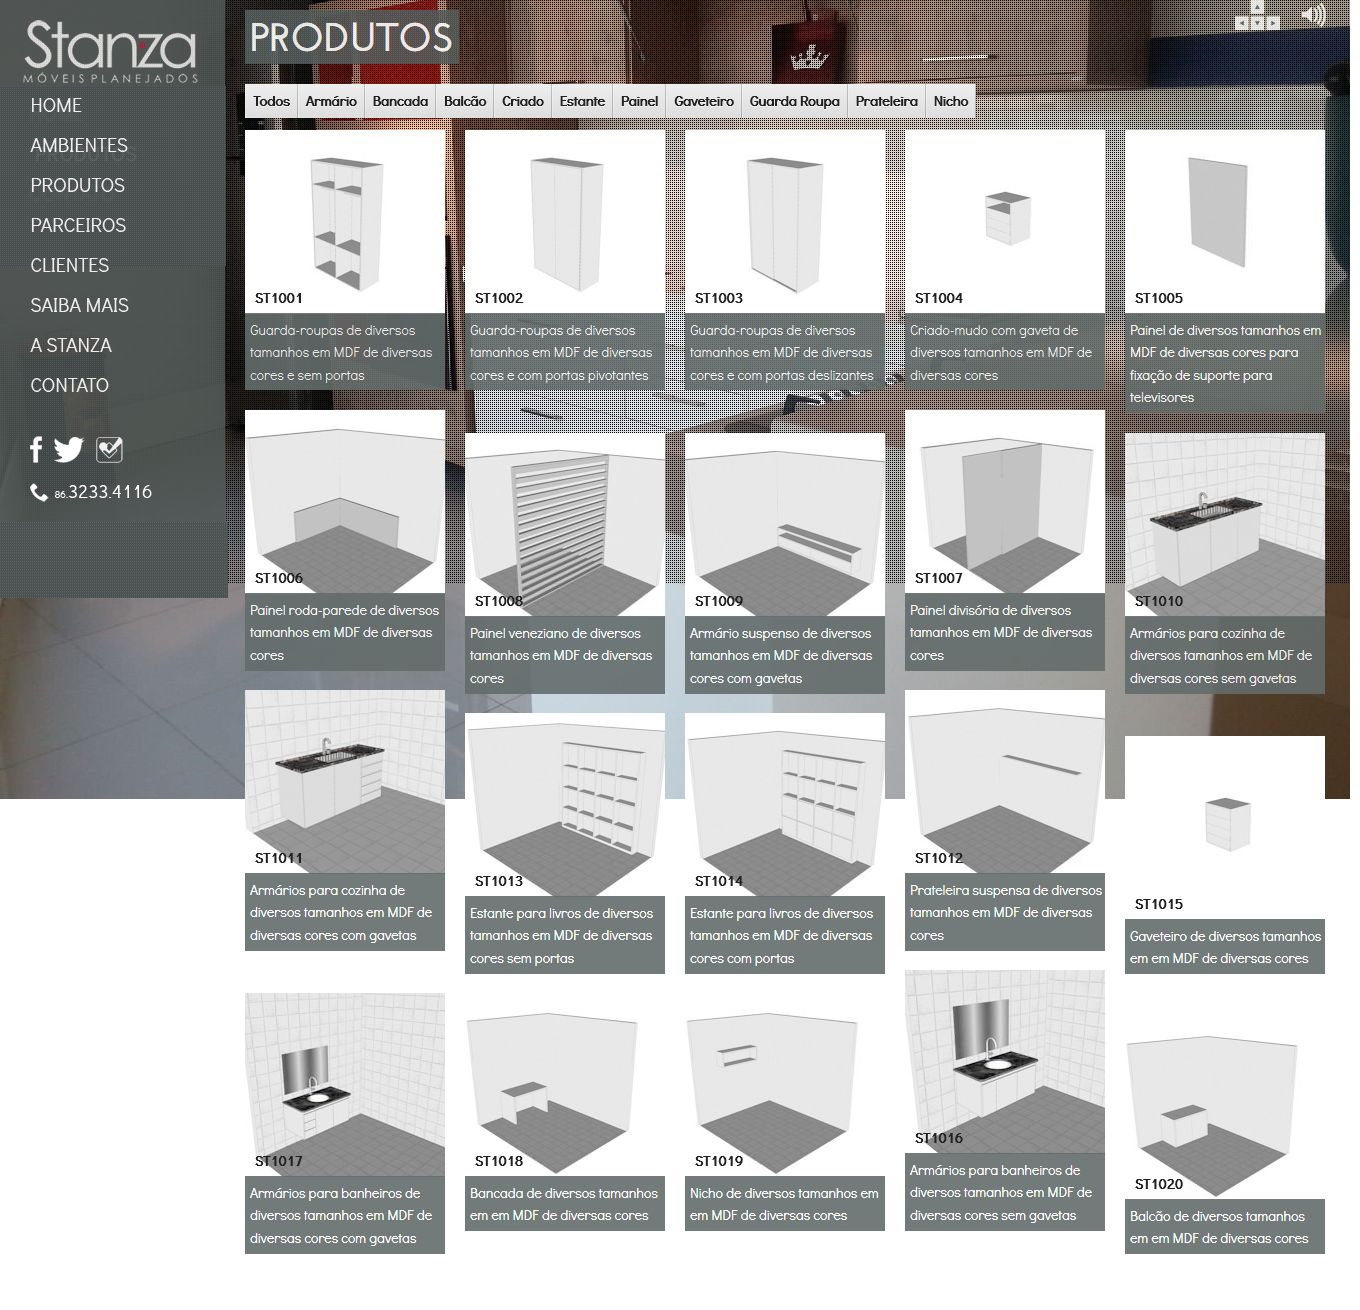 Stanza
MÓVEIS PLANEJADOS
HOME
AMBIENTES
PRODUTOS
PARCEIROS
CLIENTES
SAIBA MAIS
A STANZA
CONTATO
86.3233.4116
PRODUTOS
Todos
Armário
Bancada
Balcão
Criado
Estante
Painel
Gaveteiro
Guarda Roupa
Prateleira
Nicho
ST1001
Guarda-roupas de diversos
tamanhos em MDF de diversas
cores e sem portas
ST1002
Guarda-roupas de diversos
tamanhos em MDF de diversas
cores e com portas pivotantes
ST1003
Guarda-roupas de diversos
tamanhos em MDF de diversas
cores e com portas deslizantes
ST1004
Criado-mudo com gaveta de
diversos tamanhos em MDF de
diversas cores
ST1005
Painel de diversos tamanhos em
MDF de diversas cores para
fixação de suporte para
televisores
ST1006
Painel roda-parede de diversos
tamanhos em MDF de diversas
cores
ST1008
Painel veneziano de diversos
tamanhos em MDF de diversas
cores
ST1009
Armário suspenso de diversos
tamanhos em MDF de diversas
cores com gavetas
ST1007
Painel divisória de diversos
tamanhos em MDF de diversas
cores
ST1010
Armários para cozinha de
diversos tamanhos em MDF de
diversas cores sem gavetas
ST1011
Armários para cozinha de
diversos tamanhos em MDF de
diversas cores com gavetas
ST1013
Estante para livros de diversos
tamanhos em MDF de diversas
cores sem portas
ST1014
Estante para livros de diversos
tamanhos em MDF de diversas
cores com portas
ST1012
Prateleira suspensa de diversos
tamanhos em MDF de diversas
cores
ST1015
Gaveteiro de diversos tamanhos
em em MDF de diversas cores
ST1017
Armários para banheiros de
diversos tamanhos em MDF de
diversas cores com gavetas
ST1018
Bancada de diversos tamanhos
em em MDF de diversas cores
ST1019
Nicho de diversos tamanhos em
em MDF de diversas cores
ST1016
Armários para banheiros de
diversos tamanhos em MDF de
diversas cores sem gavetas
ST1020
Balcão de diversos tamanhos
em em MDF de diversas cores